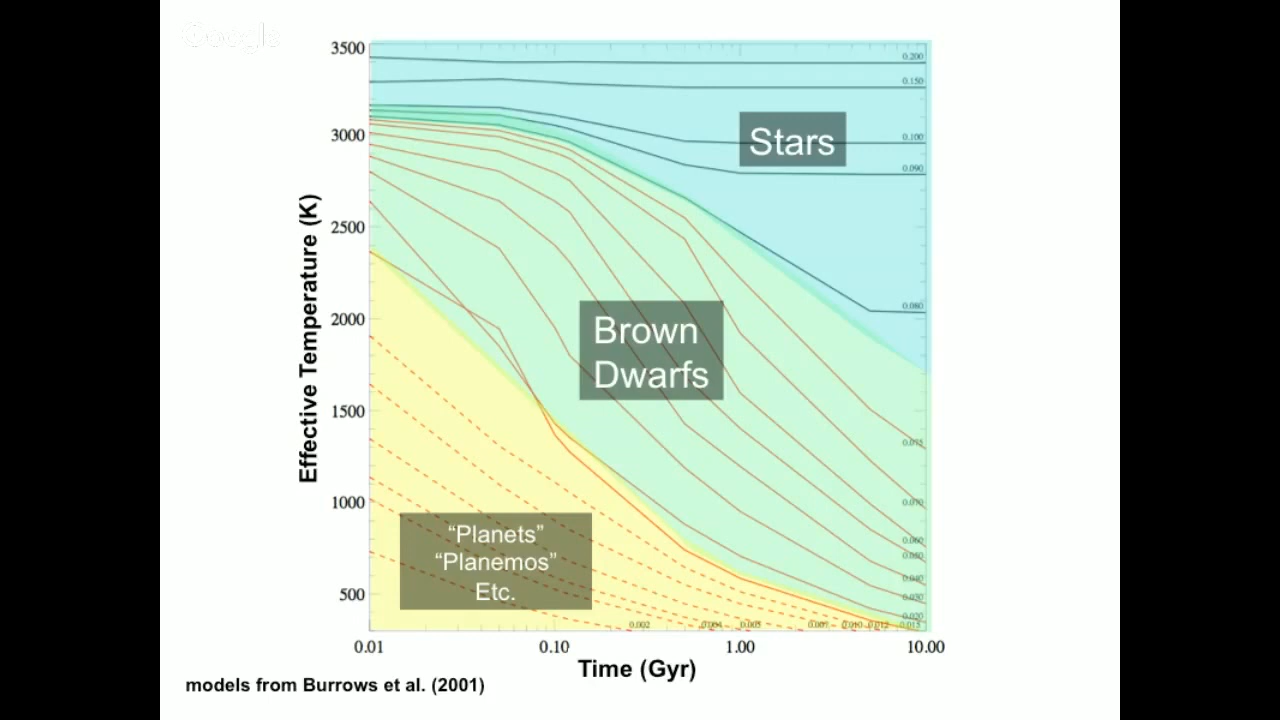 Google
3500
3000
2500
2000
1500
1000
500
Effective Temperature (K)
0.200
0.150
Stars
0.100
0.090
0.080
Brown
Dwarfs
0.075
0.070
0.060
0.050
0.040
0.030
0.020
“Planets”
“Planemos”
Etc.
0.002 0.004 0.005 0.007 0.010 0.012 0.015
0.01 0.10 1.00 10.00
Time (Gyr)
models from Burrows et al. (2001)